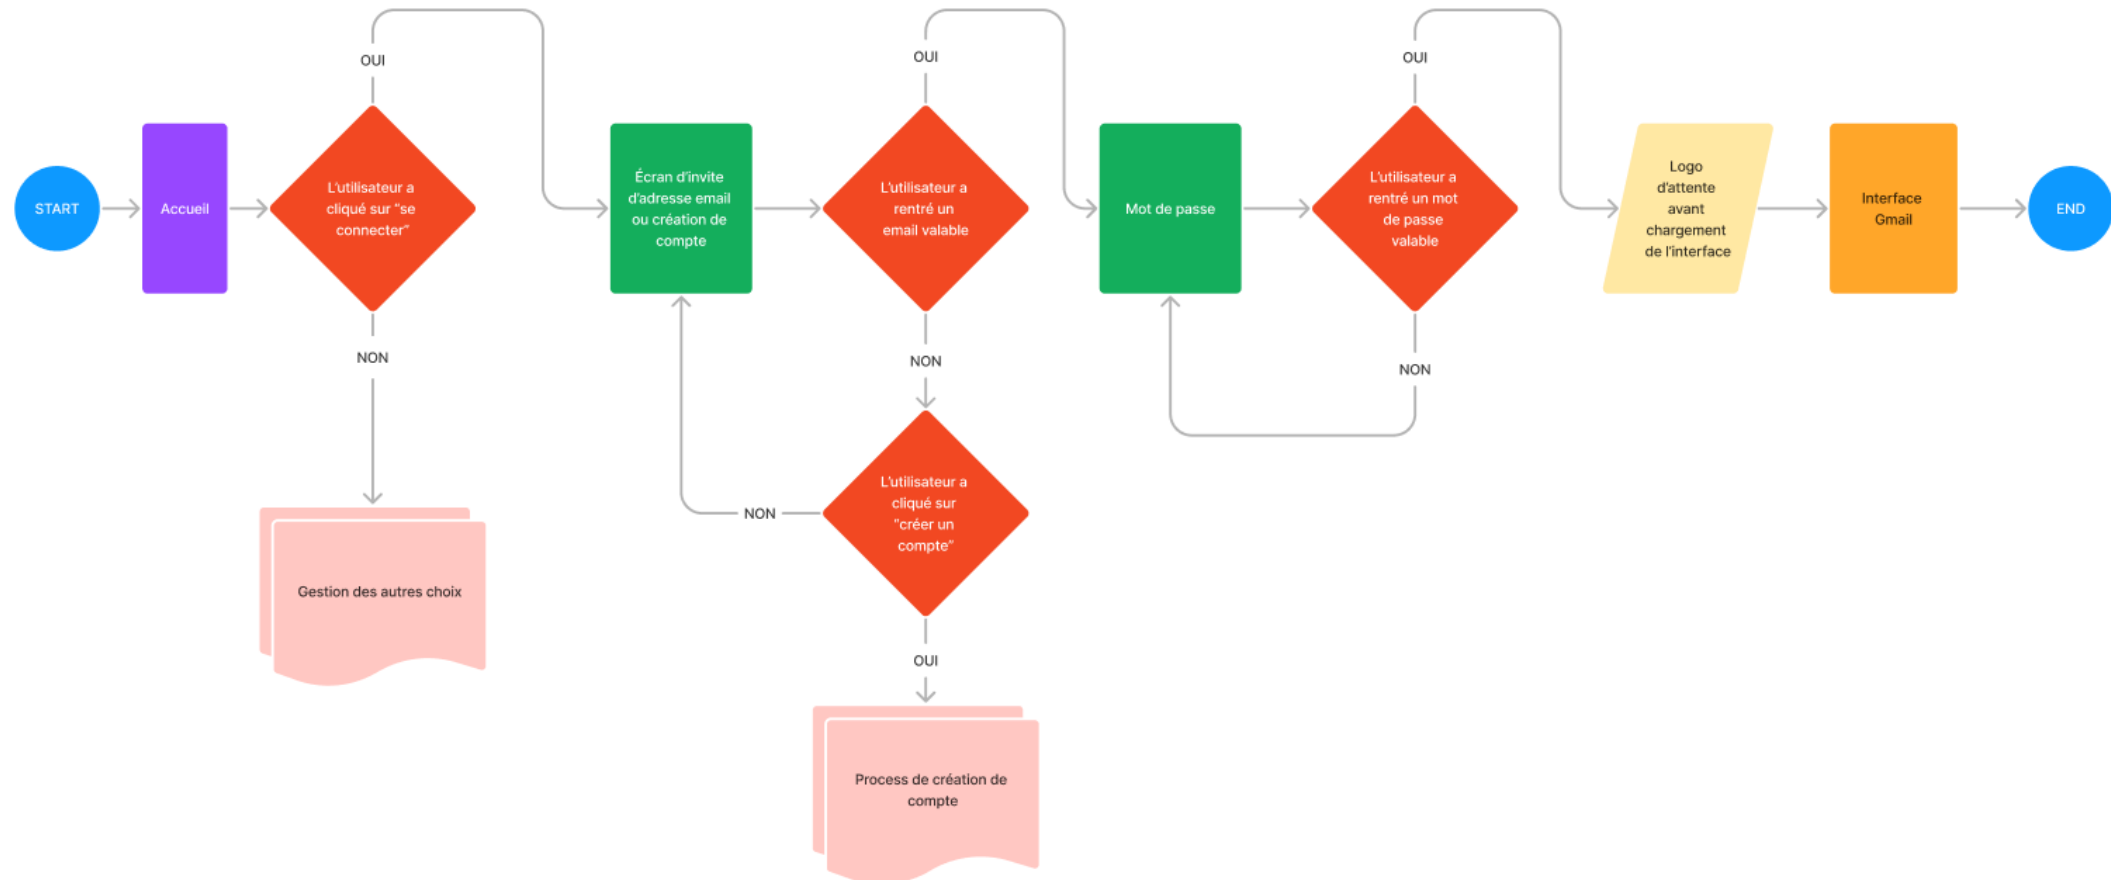 OUI
OUI
OUI
START
Accueil
L'utilisateur a
cliqué sur "se
connecter"
Écran d'invite
d'adresse email
ou création de
compte
L'utilisateur a
rentré un
email valable
Mot de passe
L'utilisateur a
rentré un mot
de passe
valable
Logo
d'attente
avant
chargement
de l'interface
Interface
Gmail
END
NON
NON
NON
L'utilisateur a
cliqué sur
"créer un
compte"
NON
Gestion des autres choix
OUI
Process de création de
compte